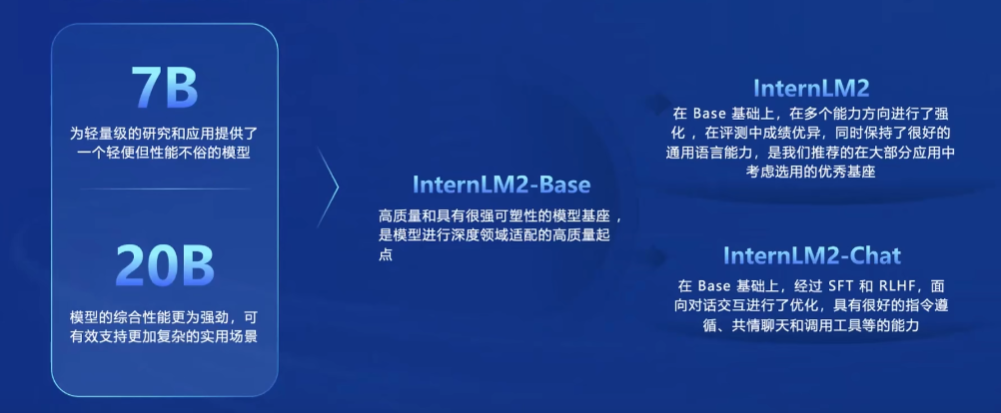 7B
为轻量级的研究和应用提供了
一个轻便但性能不俗的模型
20B
模型的综合性能更为强劲，可
有效支持更加复杂的实用场景
InternLM2-Base
高质量和具有很强可塑性的模型基座，
是模型进行深度领域适配的高质量起
点
InternLM2
在 Base 基础上，在多个能力方向进行了强
化，在评测中成绩优异，同时保持了很好的
通用语言能力，是我们推荐的在大部分应用中
考虑选用的优秀基座
InternLM2-Chat
在 Base 基础上，经过 SFT 和 RLHF，面
向对话交互进行了优化，具有很好的指令遵
循、共情聊天和调用工具等的能力